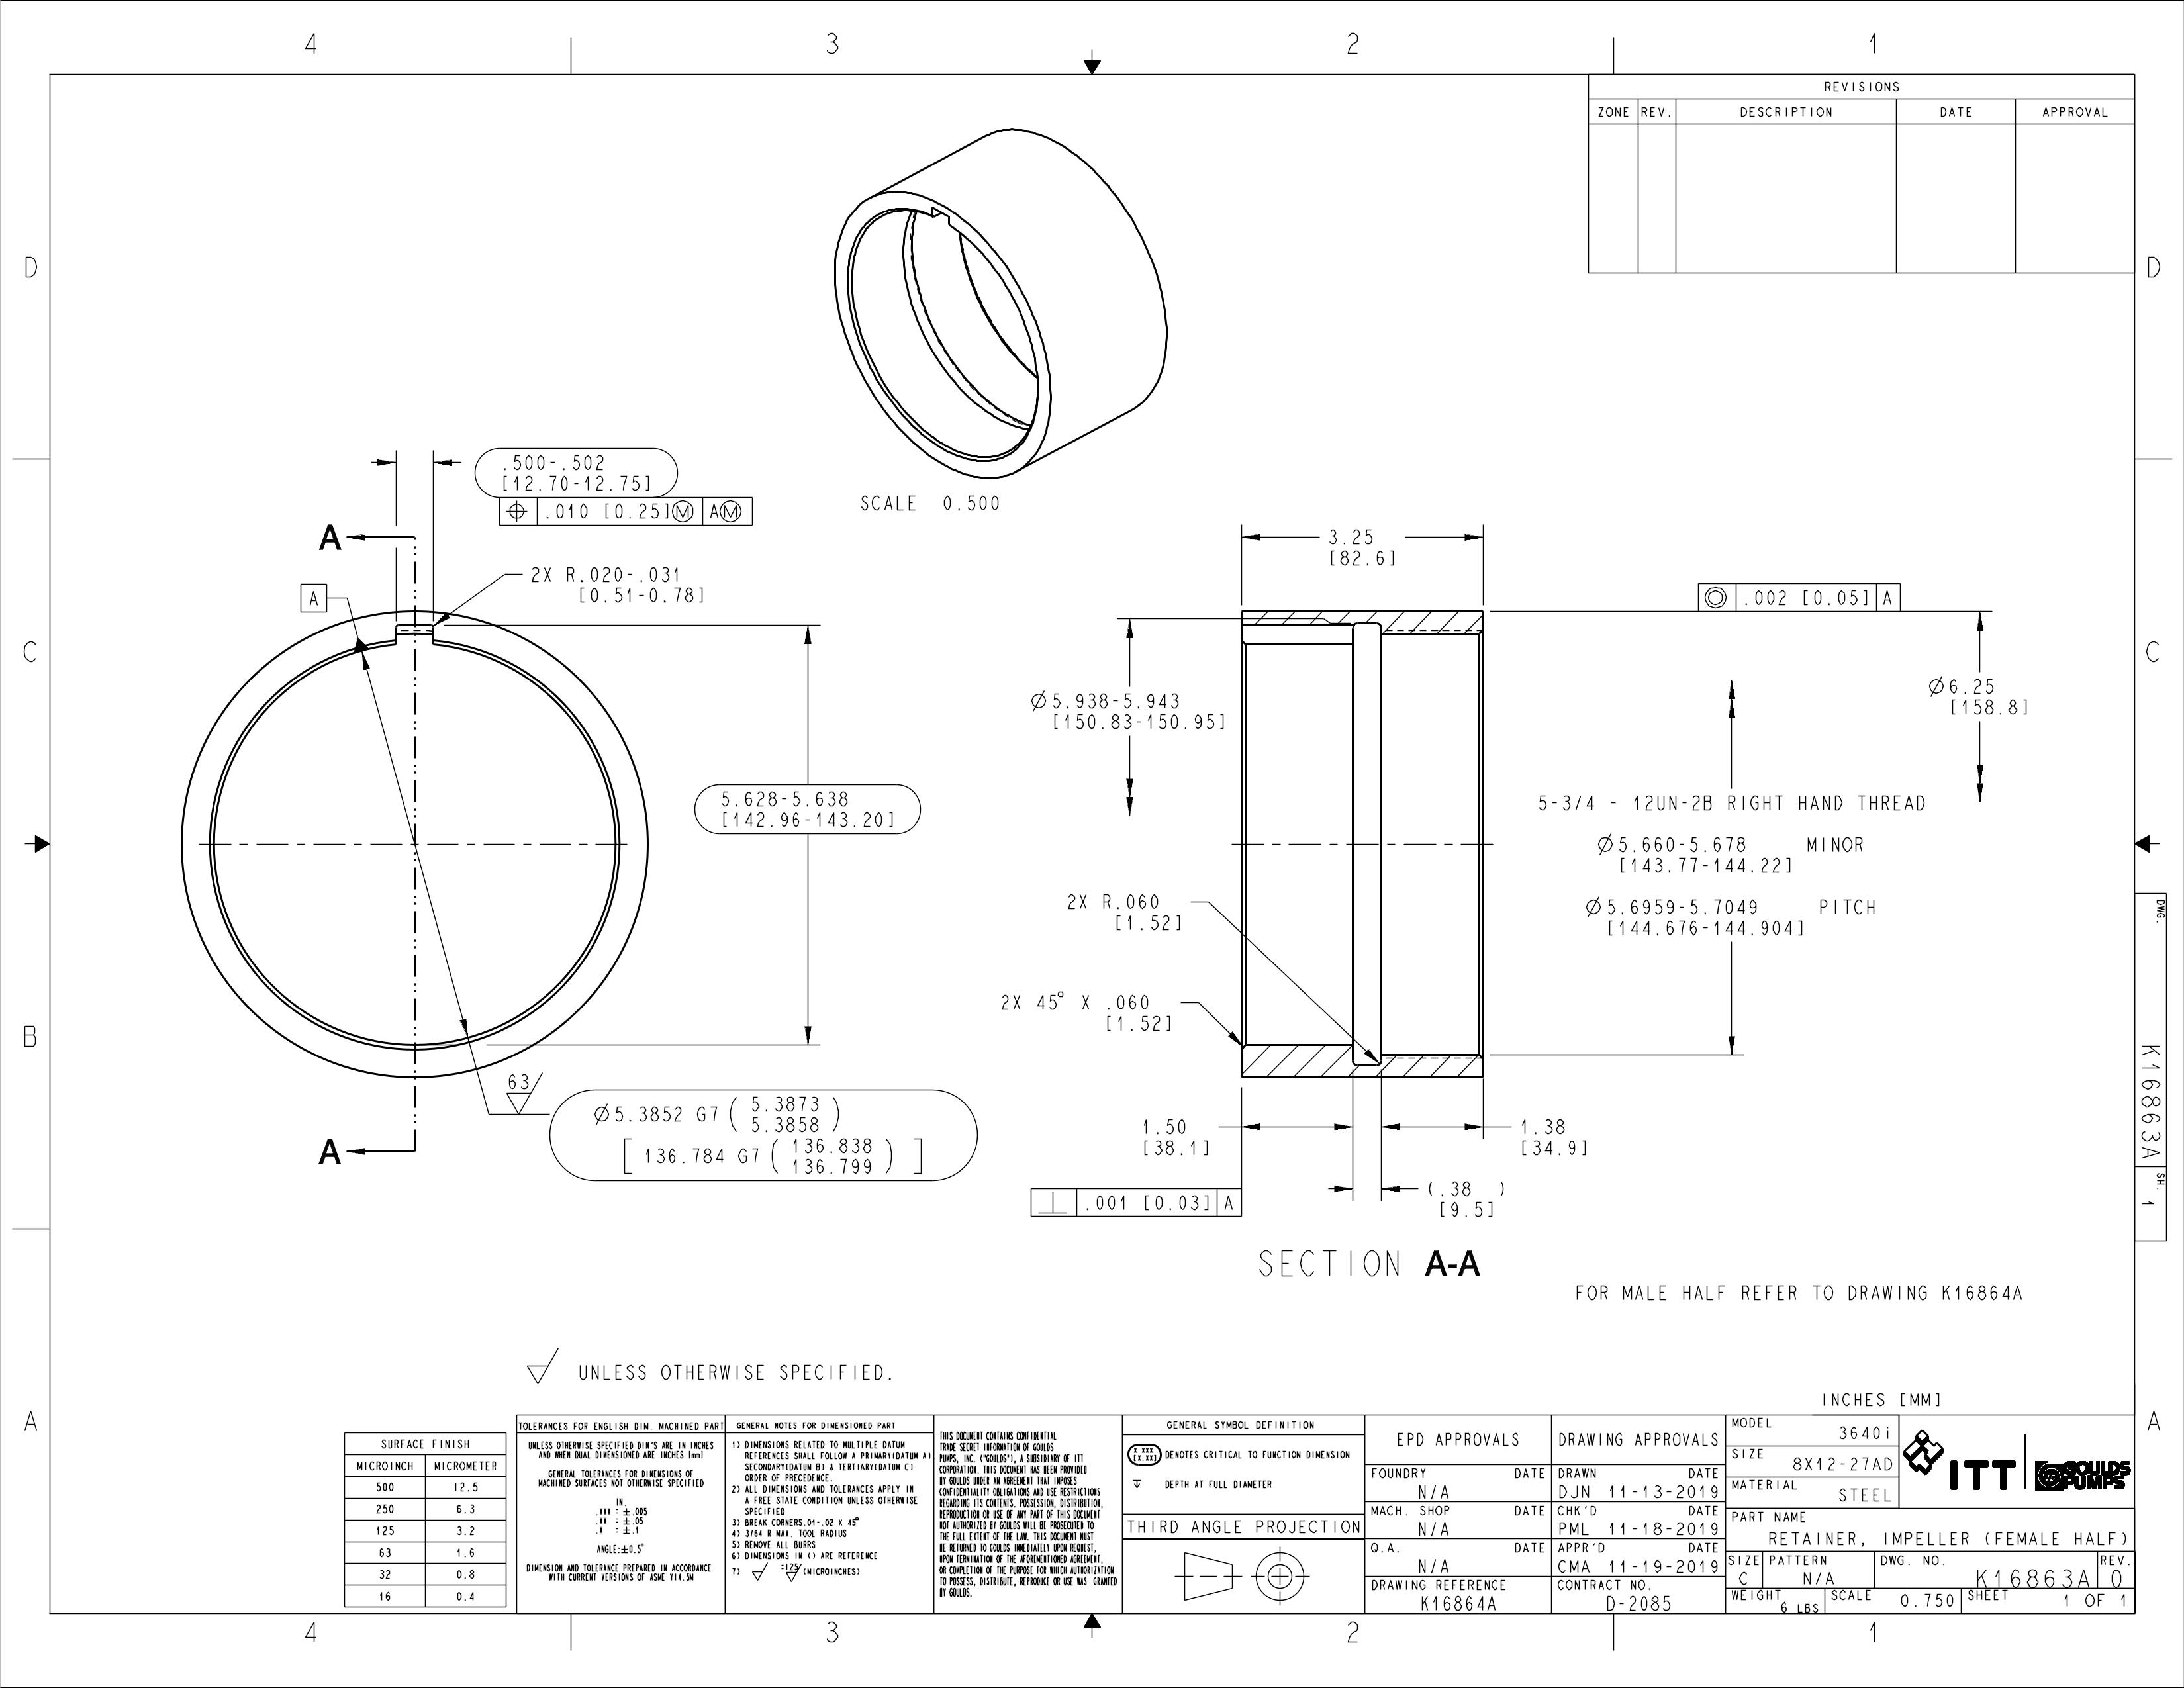 4 3 2 1
REVISIONS
ZONE REV. DESCRIPTION DATE APPROVAL
D D
.500-.502
[12.70-12.75]
.010 [0.25]Ⓜ AⓂ
SCALE 0.500
A
3.25
[82.6]
2X R.020-.031
[0.51-0.78]
A
.002 [0.05] A
C C
Ø5.938-5.943
[150.83-150.95]
Ø6.25
[158.8]
5.628-5.638
[142.96-143.20]
5-3/4 - 12UN-2B RIGHT HAND THREAD
Ø5.660-5.678 MINOR
[143.77-144.22]
Ø5.6959-5.7049 PITCH
[144.676-144.904]
2X R.060
[1.52]
2X 45° X .060
[1.52]
B
DWG.
K16863A
SH.
1
63
Ø5.3852 G7 ( 5.3873
5.3858 )
[ 136.784 G7 ( 136.838
136.799 ) ]
A
1.50
[38.1]
1.38
[34.9]
(.38 )
[9.5]
⊥ .001 [0.03] A
SECTION A-A
FOR MALE HALF REFER TO DRAWING K16864A
UNLESS OTHERWISE SPECIFIED.
INCHES [MM]
A A
SURFACE FINISH
MICROINCH MICROMETER
500 12.5
250 6.3
125 3.2
63 1.6
32 0.8
16 0.4
TOLERANCES FOR ENGLISH DIM. MACHINED PART
UNLESS OTHERWISE SPECIFIED DIM'S ARE IN INCHES
AND WHEN DUAL DIMENSIONED ARE INCHES [mm]
GENERAL TOLERANCES FOR DIMENSIONS OF
MACHINED SURFACES NOT OTHERWISE SPECIFIED
IN.
.XXX : ±.005
.XX : ±.05
.X : ±.1
ANGLE:±0.5°
DIMENSION AND TOLERANCE PREPARED IN ACCORDANCE
WITH CURRENT VERSIONS OF ASME Y14.5M
GENERAL NOTES FOR DIMENSIONED PART
1) DIMENSIONS RELATED TO MULTIPLE DATUM
REFERENCES SHALL FOLLOW A PRIMARY(DATUM A)
SECONDARY(DATUM B) & TERTIARY(DATUM C)
ORDER OF PRECEDENCE.
2) ALL DIMENSIONS AND TOLERANCES APPLY IN
A FREE STATE CONDITION UNLESS OTHERWISE
SPECIFIED
3) BREAK CORNERS.01-.02 X 45°
4) 3/64 R MAX. TOOL RADIUS
5) REMOVE ALL BURRS
6) DIMENSIONS IN () ARE REFERENCE
7) =125 (MICROINCHES)
THIS DOCUMENT CONTAINS CONFIDENTIAL
TRADE SECRET INFORMATION OF GOULDS
PUMPS, INC. ("GOULDS"), A SUBSIDIARY OF ITT
CORPORATION. THIS DOCUMENT HAS BEEN PROVIDED
BY GOULDS UNDER AN AGREEMENT THAT IMPOSES
CONFIDENTIALITY OBLIGATIONS AND USE RESTRICTIONS
REGARDING ITS CONTENTS. POSSESSION, DISTRIBUTION,
REPRODUCTION OR USE OF ANY PART OF THIS DOCUMENT
NOT AUTHORIZED BY GOULDS WILL BE PROSECUTED TO
THE FULL EXTENT OF THE LAW. THIS DOCUMENT MUST
BE RETURNED TO GOULDS IMMEDIATELY UPON REQUEST,
UPON TERMINATION OF THE AFOREMENTIONED AGREEMENT,
OR COMPLETION OF THE PURPOSE FOR WHICH AUTHORIZATION
TO POSSESS, DISTRIBUTE, REPRODUCE OR USE WAS GRANTED
BY GOULDS.
GENERAL SYMBOL DEFINITION
X.XXX
[X.XX]
DENOTES CRITICAL TO FUNCTION DIMENSION
DEPTH AT FULL DIAMETER
THIRD ANGLE PROJECTION
EPD APPROVALS
FOUNDRY DATE
N/A
MACH. SHOP DATE
N/A
Q.A. DATE
N/A
DRAWING REFERENCE
K16864A
DRAWING APPROVALS
DRAWN DATE
DJN 11-13-2019
CHK'D DATE
PML 11-18-2019
APPR'D DATE
CMA 11-19-2019
CONTRACT NO.
D-2085
MODEL
3640i
SIZE
8X12-27AD
MATERIAL
STEEL
ITT
GOULDS
PUMPS
PART NAME
RETAINER, IMPELLER (FEMALE HALF)
SIZE PATTERN DWG. NO. REV.
C N/A K16863A 0
WEIGHT 6 LBS SCALE 0.750 SHEET 1 OF 1
4 3 2 1